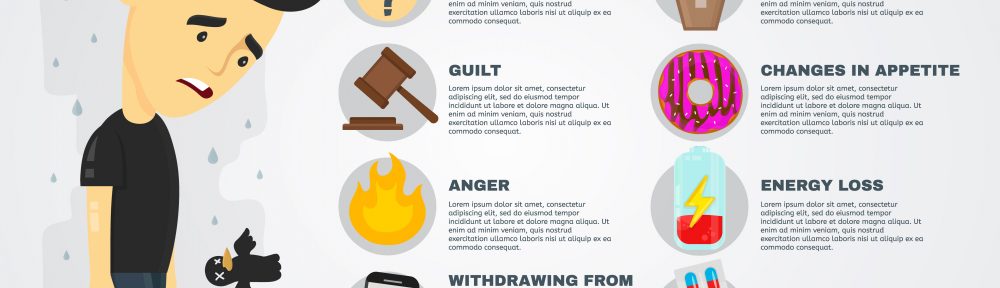 enim ad minim veniam, quis nostrud
exercitation ullamco laboris nisi ut aliquip ex ea
commodo consequat.
GUILT
Lorem ipsum dolor sit amet, consectetur
adipiscing elit, sed do eiusmod tempor
incididunt ut labore et dolore magna aliqua. Ut
enim ad minim veniam, quis nostrud
exercitation ullamco laboris nisi ut aliquip ex ea
commodo consequat.
ANGER
Lorem ipsum dolor sit amet, consectetur
adipiscing elit, sed do eiusmod tempor
incididunt ut labore et dolore magna aliqua. Ut
enim ad minim veniam, quis nostrud
exercitation ullamco laboris nisi ut aliquip ex ea
commodo consequat.
WITHDRAWING FROM
enim ad minim veniam, quis nostrud
exercitation ullamco laboris nisi ut aliquip ex ea
commodo consequat.
CHANGES IN APPETITE
Lorem ipsum dolor sit amet, consectetur
adipiscing elit, sed do eiusmod tempor
incididunt ut labore et dolore magna aliqua. Ut
enim ad minim veniam, quis nostrud
exercitation ullamco laboris nisi ut aliquip ex ea
commodo consequat.
ENERGY LOSS
Lorem ipsum dolor sit amet, consectetur
adipiscing elit, sed do eiusmod tempor
incididunt ut labore et dolore magna aliqua. Ut
enim ad minim veniam, quis nostrud
exercitation ullamco laboris nisi ut aliquip ex ea
commodo consequat.